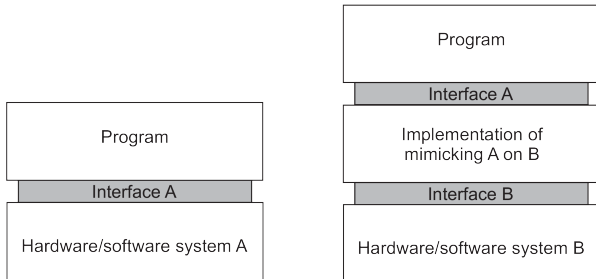 Program
Interface A
Hardware/software system A
Program
Interface A
Implementation of
mimicking A on B
Interface B
Hardware/software system B